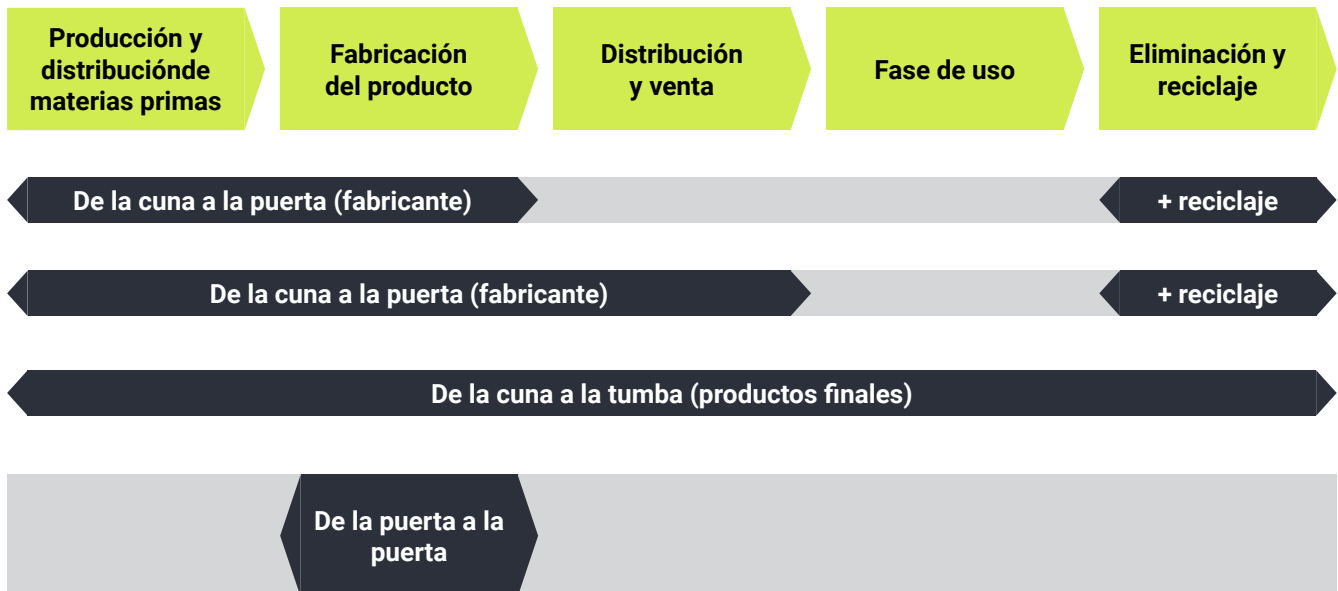 Producción y
distribuciónde
materias primas
Fabricación
del producto
Distribución
y venta
Fase de uso
Eliminación y
reciclaje
De la cuna a la puerta (fabricante)
+ reciclaje
De la cuna a la puerta (fabricante)
+ reciclaje
De la cuna a la tumba (productos finales)
De la puerta a la
puerta